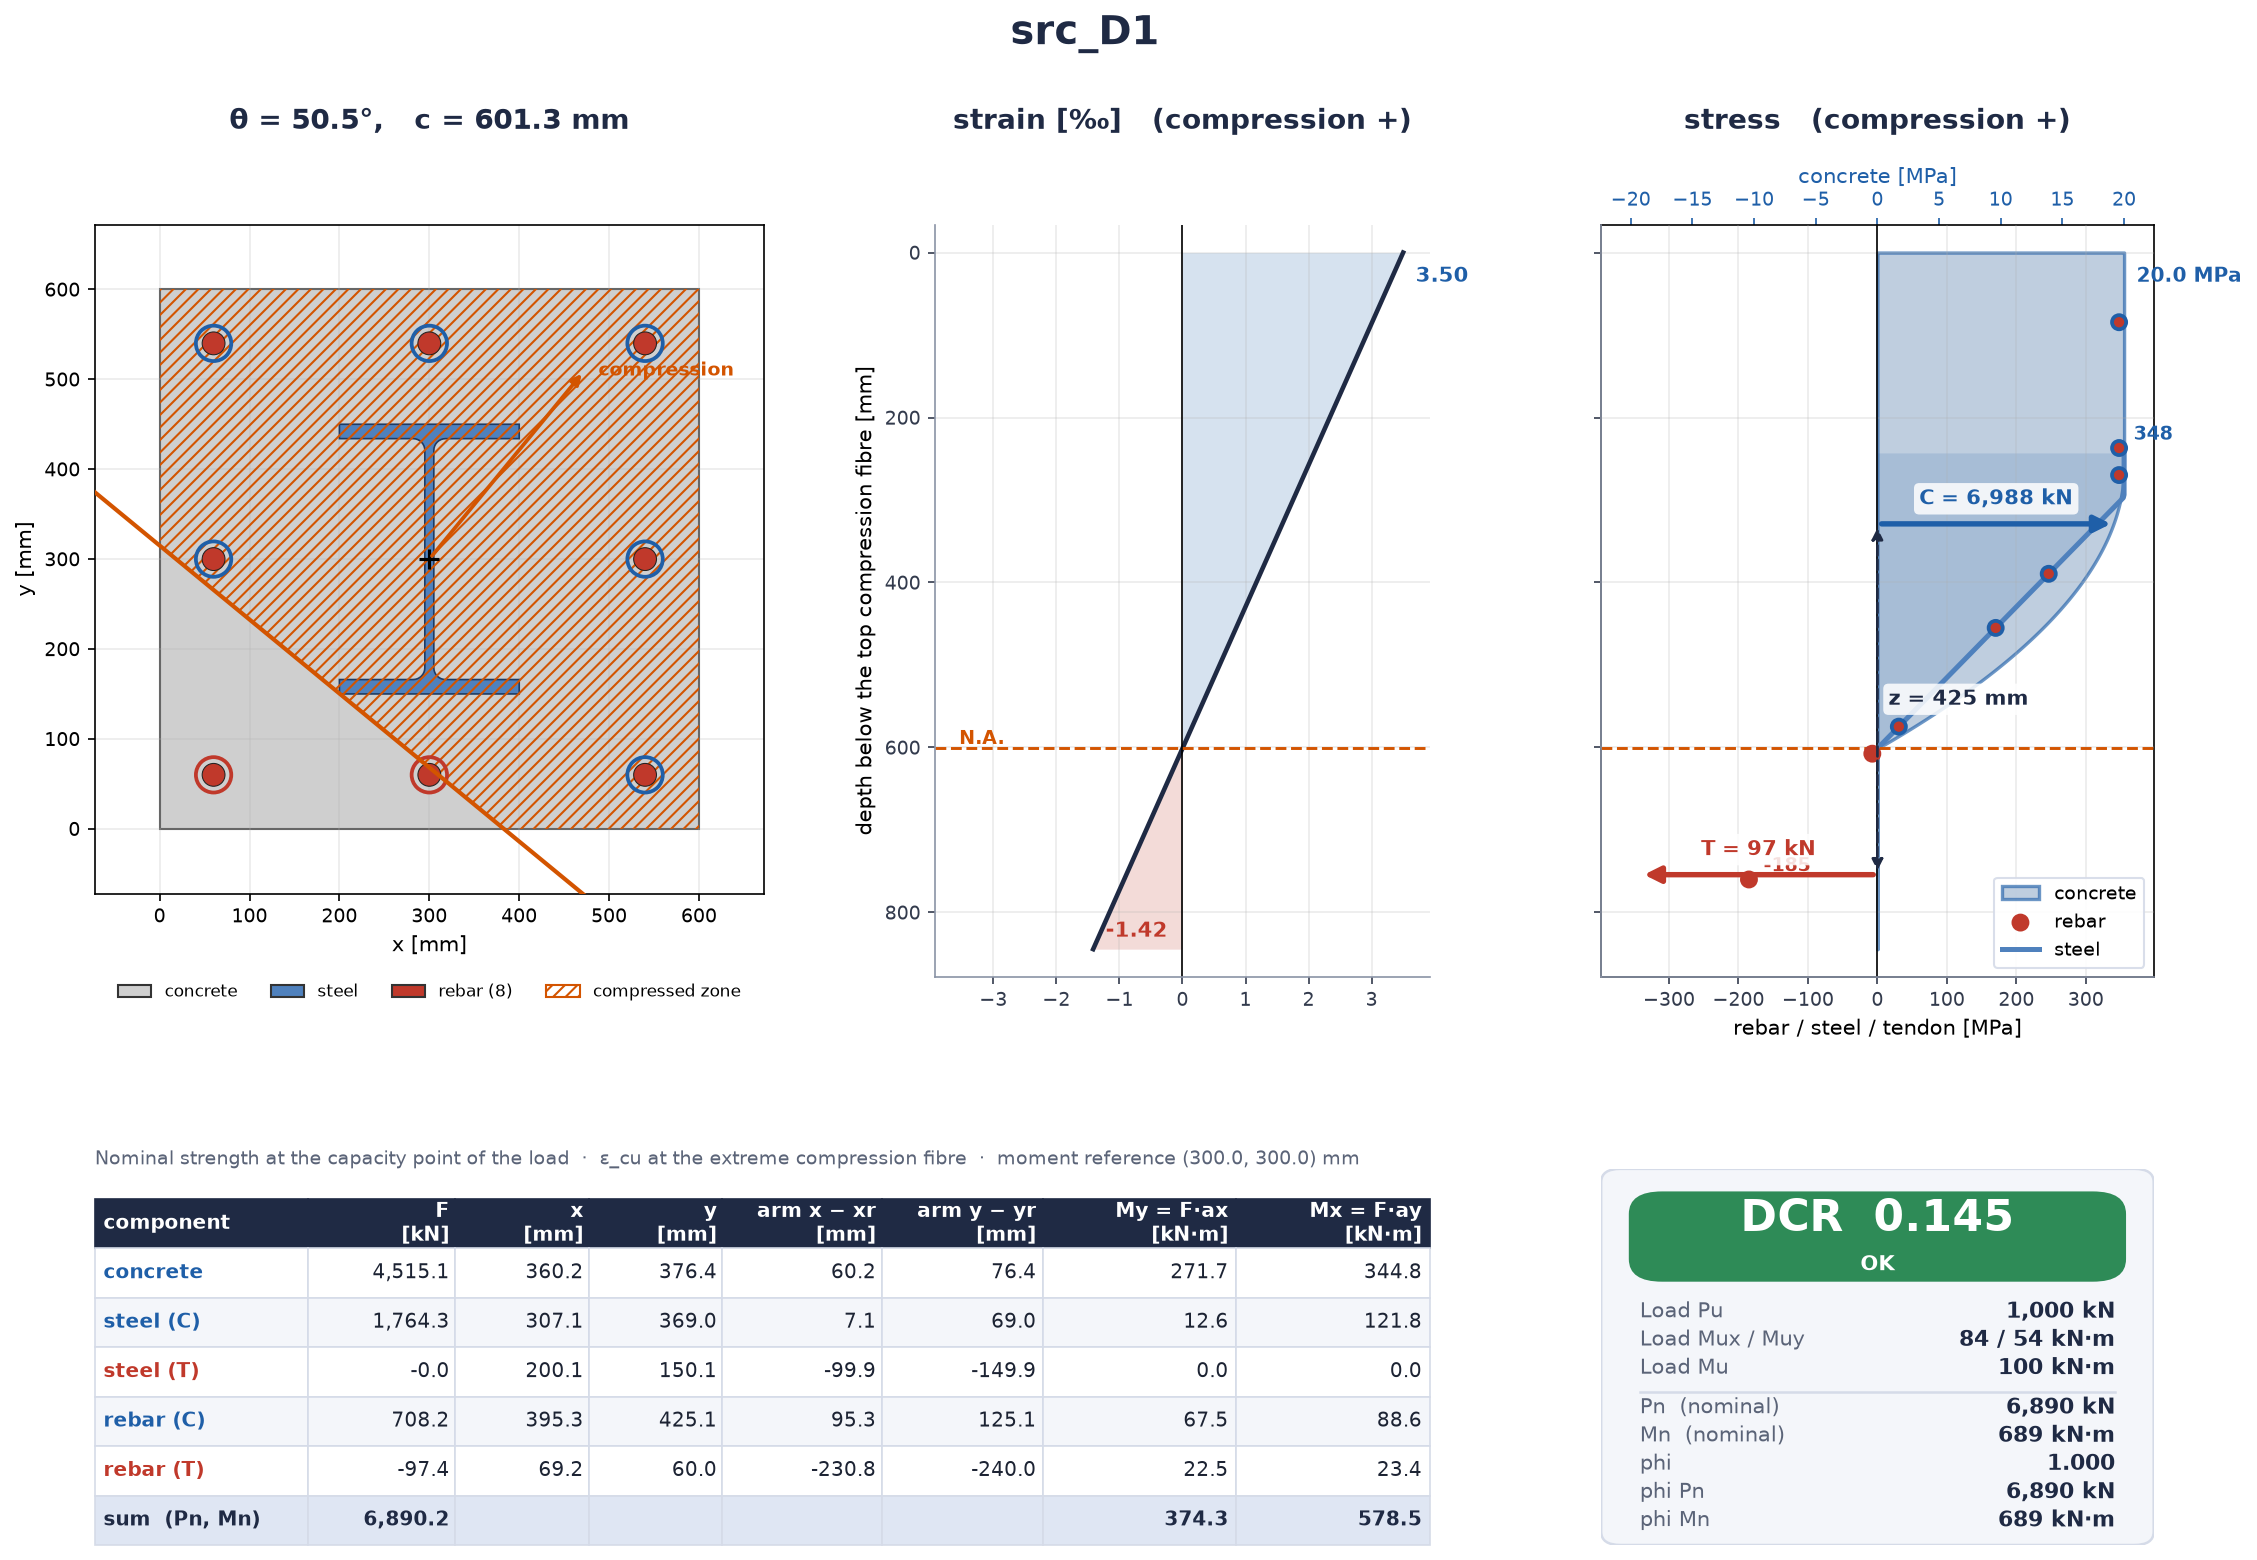 src_D1
θ = 50.5°,   c = 601.3 mm
strain [‰]   (compression +)
stress   (compression +)
concrete [MPa]
−20 −15 −10 −5 0 5 10 15 20
600
500
400
300
200
100
0
y [mm]
compression
0 100 200 300 400 500 600
x [mm]
concrete
steel
rebar (8)
compressed zone
0
200
400
600
800
depth below the top compression fibre [mm]
3.50
N.A.
-1.42
−3 −2 −1 0 1 2 3
20.0 MPa
348
C = 6,988 kN
z = 425 mm
T = 97 kN
-185
concrete
rebar
steel
−300 −200 −100 0 100 200 300
rebar / steel / tendon [MPa]
Nominal strength at the capacity point of the load  ·  ε_cu at the extreme compression fibre  ·  moment reference (300.0, 300.0) mm
component F [kN] x [mm] y [mm] arm x − xr [mm] arm y − yr [mm] My = F·ax [kN·m] Mx = F·ay [kN·m]
concrete 4,515.1 360.2 376.4 60.2 76.4 271.7 344.8
steel (C) 1,764.3 307.1 369.0 7.1 69.0 12.6 121.8
steel (T) -0.0 200.1 150.1 -99.9 -149.9 0.0 0.0
rebar (C) 708.2 395.3 425.1 95.3 125.1 67.5 88.6
rebar (T) -97.4 69.2 60.0 -230.8 -240.0 22.5 23.4
sum  (Pn, Mn) 6,890.2 374.3 578.5
DCR  0.145
OK
Load Pu 1,000 kN
Load Mux / Muy 84 / 54 kN·m
Load Mu 100 kN·m
Pn  (nominal) 6,890 kN
Mn  (nominal) 689 kN·m
phi 1.000
phi Pn 6,890 kN
phi Mn 689 kN·m